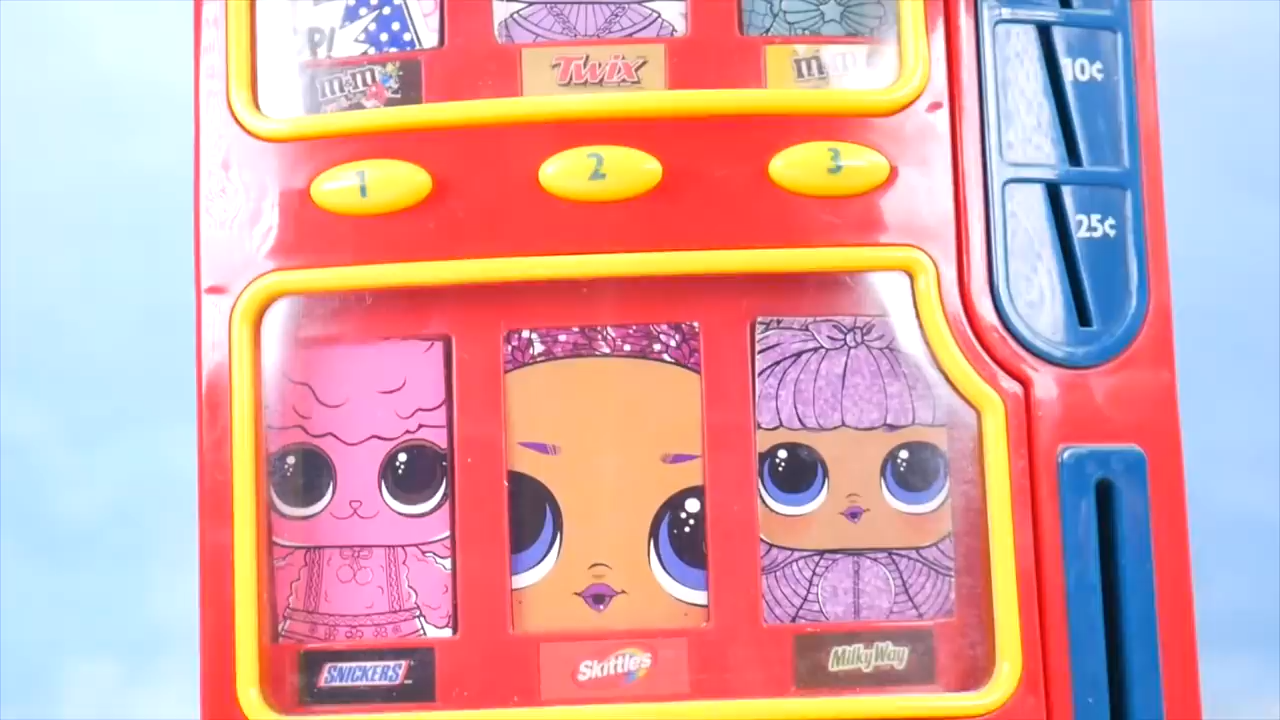 P!
m&m's
TWIX
m&m
10¢
1
2
3
25¢
SNICKERS
Skittles
MilkyWay